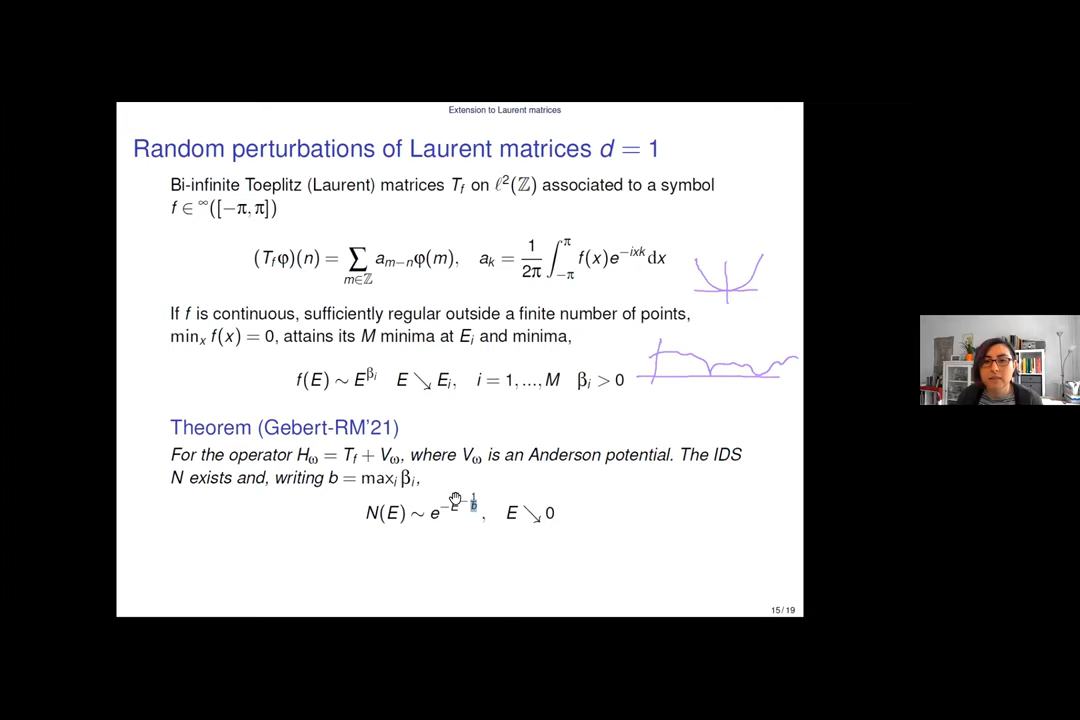 Extension to Laurent matrices
Random perturbations of Laurent matrices d = 1
Bi-infinite Toeplitz (Laurent) matrices T_f on ℓ²(ℤ) associated to a symbol
f ∈ ^∞([−π, π])
(T_f φ)(n) = ∑_{m∈ℤ} a_{m−n}φ(m), a_k = 1/2π ∫_{−π}^{π} f(x)e^{−ixk}dx
If f is continuous, sufficiently regular outside a finite number of points,
min_x f(x) = 0, attains its M minima at E_i and minima,
f(E) ∼ E^{β_i} E ↘ E_i, i = 1, ..., M β_i > 0
Theorem (Gebert-RM'21)
For the operator H_ω = T_f + V_ω, where V_ω is an Anderson potential. The IDS
N exists and, writing b = max_i β_i,
N(E) ∼ e^{−E^{−1/b}}, E ↘ 0
15 / 19